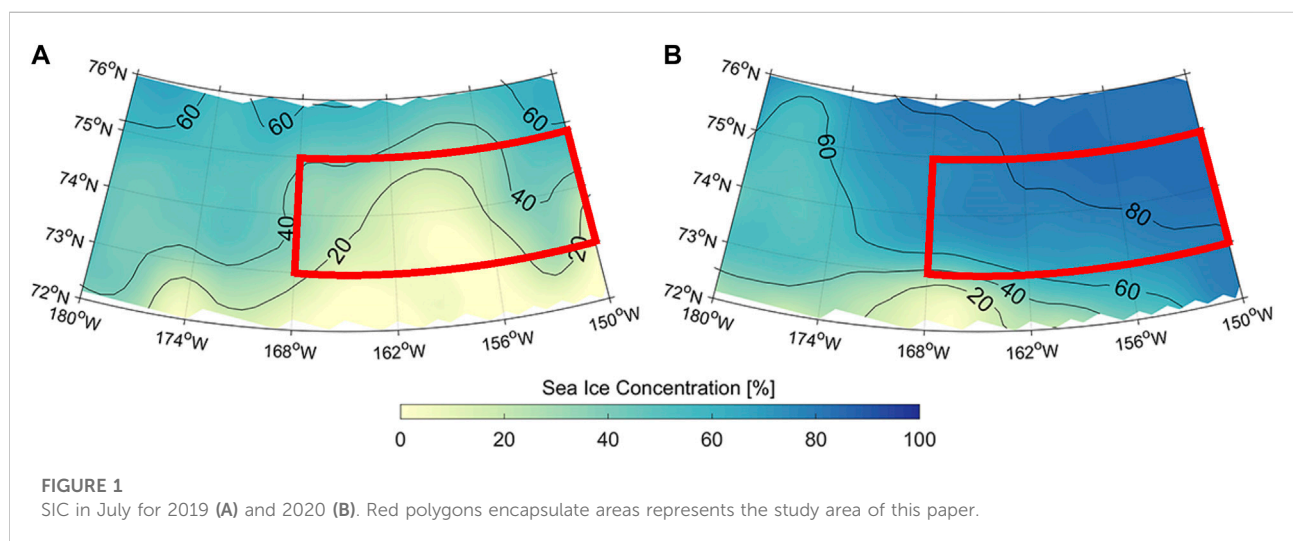 A
B
76°N
75°N
74°N
73°N
72°N
180°W
174°W
168°W
162°W
156°W
150°W
60
60
60
40
40
20
20
76°N
75°N
74°N
73°N
72°N
180°W
174°W
168°W
162°W
156°W
150°W
60
80
60
40
20
Sea Ice Concentration [%]
0 20 40 60 80 100
FIGURE 1
SIC in July for 2019 (A) and 2020 (B). Red polygons encapsulate areas represents the study area of this paper.